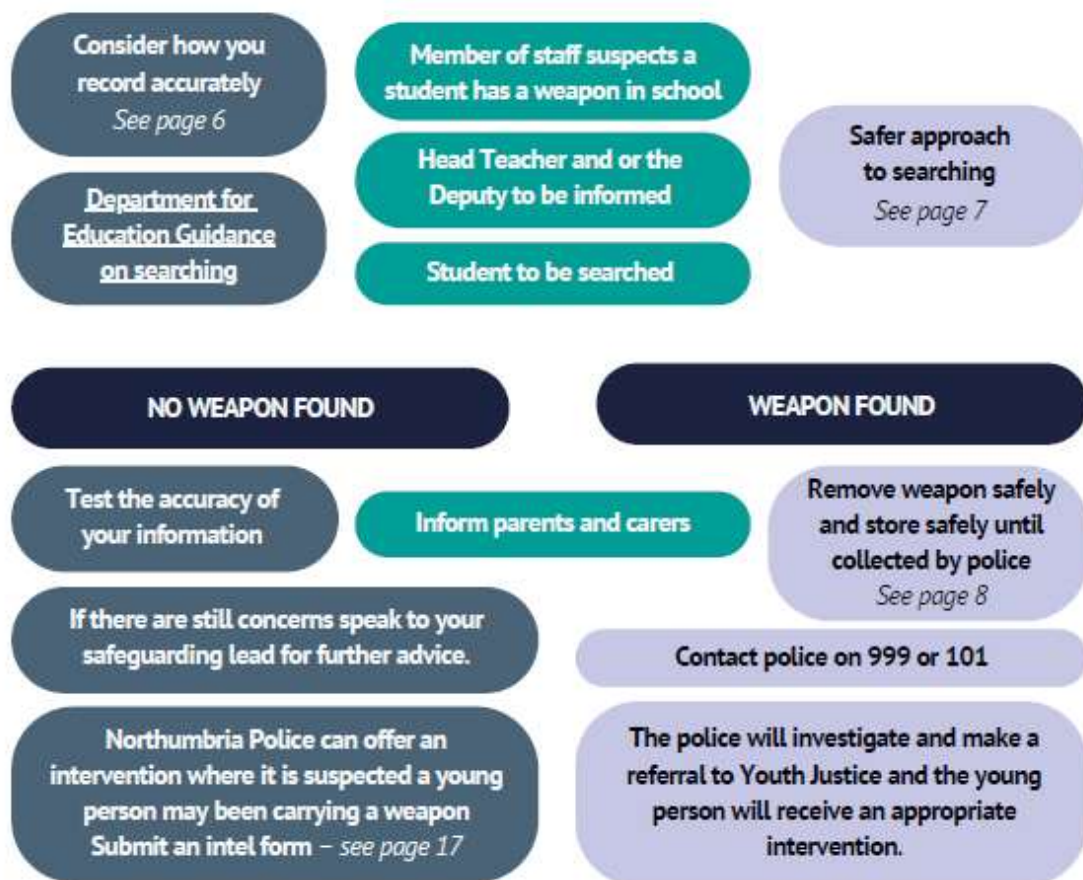 Consider how you
record accurately
See page 6
Department for
Education Guidance
on searching
Member of staff suspects a
student has a weapon in school
Head Teacher and or the
Deputy to be informed
Student to be searched
Safer approach
to searching
See page 7
NO WEAPON FOUND
WEAPON FOUND
Test the accuracy of
your information
Inform parents and carers
Remove weapon safely
and store safely until
collected by police
See page 8
If there are still concerns speak to your
safeguarding lead for further advice.
Contact police on 999 or 101
Northumbria Police can offer an
intervention where it is suspected a young
person may been carrying a weapon
Submit an intel form – see page 17
The police will investigate and make a
referral to Youth Justice and the young
person will receive an appropriate
intervention.